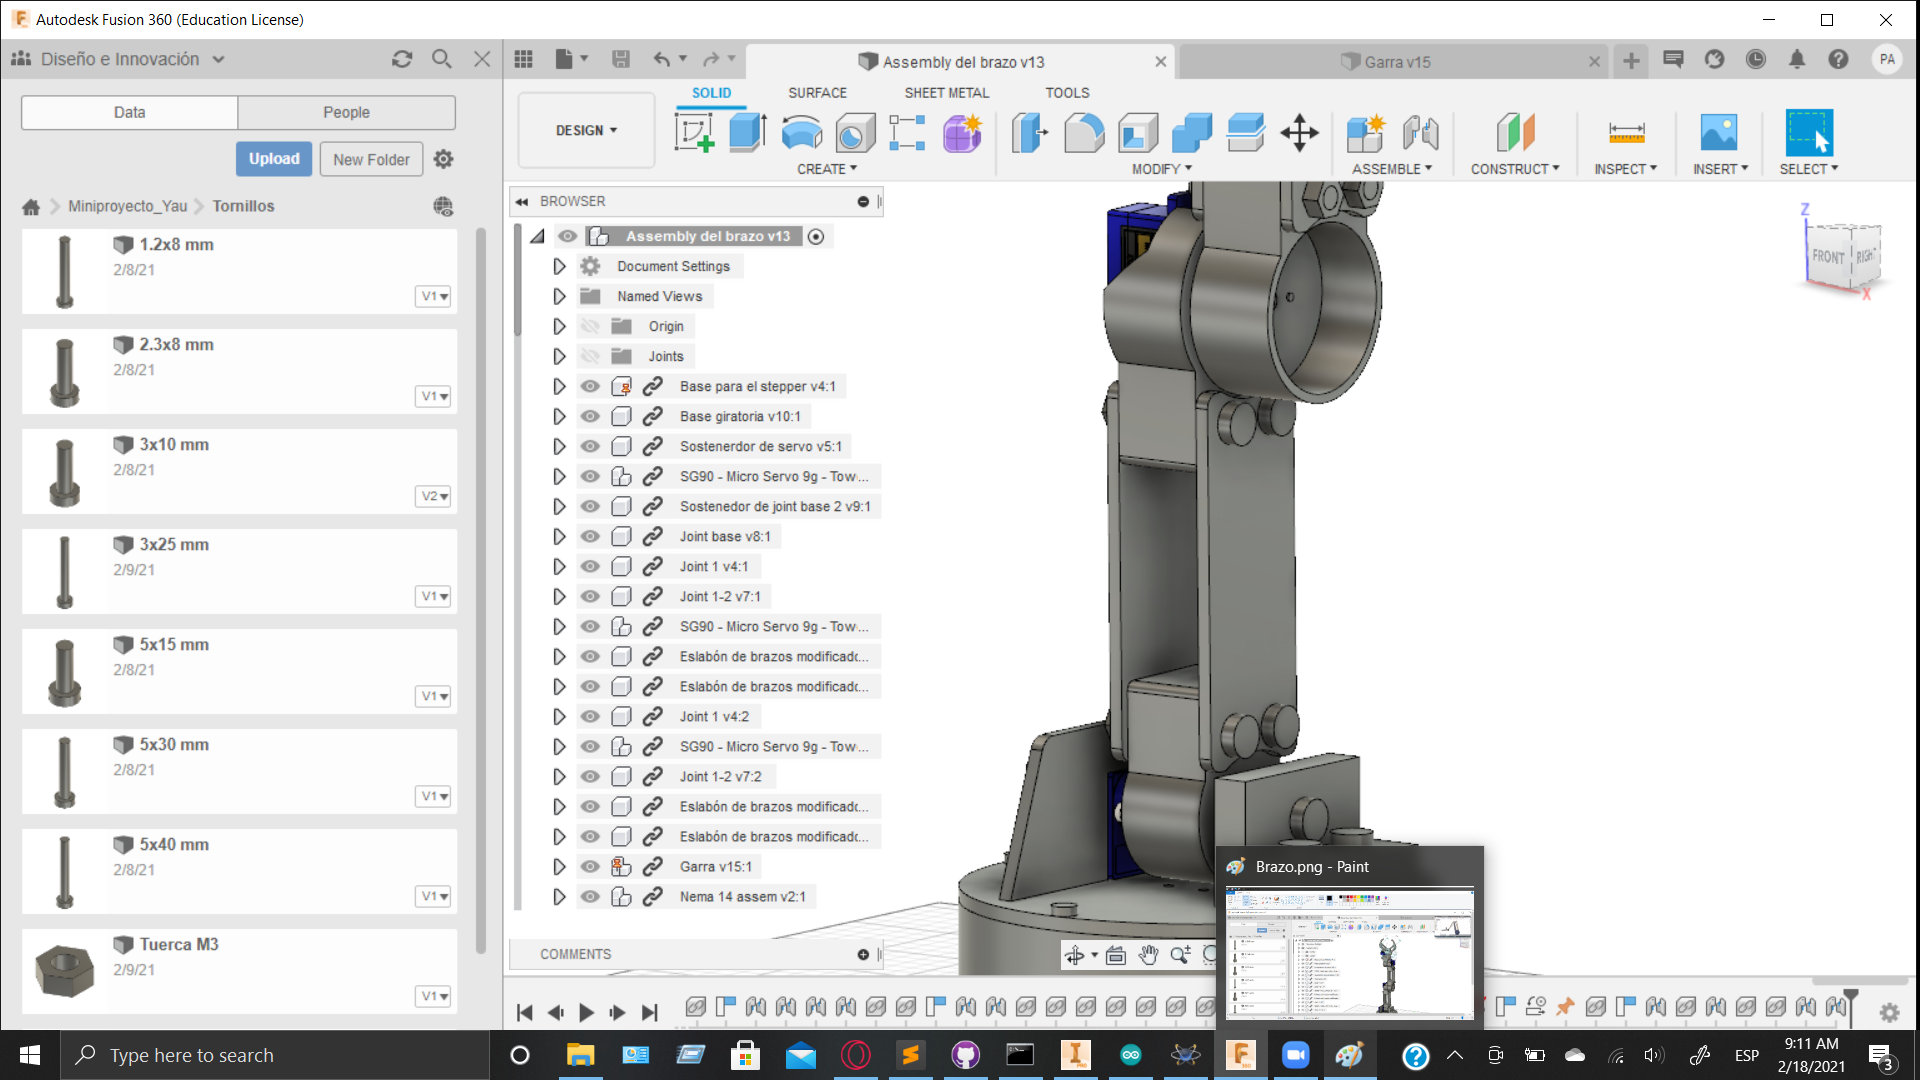 Autodesk Fusion 360 (Education License)
Diseño e Innovación
Assembly del brazo v13
Garra v15
PA
Data
People
SOLID
SURFACE
SHEET METAL
TOOLS
DESIGN
Upload
New Folder
CREATE
MODIFY
ASSEMBLE
CONSTRUCT
INSPECT
INSERT
SELECT
Miniproyecto_Yau
Tornillos
BROWSER
1.2x8 mm
2/8/21
V1
2.3x8 mm
2/8/21
V1
3x10 mm
2/8/21
V2
3x25 mm
2/9/21
V1
5x15 mm
2/8/21
V1
5x30 mm
2/8/21
V1
5x40 mm
2/8/21
V1
Tuerca M3
2/9/21
V1
Assembly del brazo v13
Document Settings
Named Views
Origin
Joints
Base para el stepper v4:1
Base giratoria v10:1
Sostenerdor de servo v5:1
SG90 - Micro Servo 9g - Tow...
Sostenedor de joint base 2 v9:1
Joint base v8:1
Joint 1 v4:1
Joint 1-2 v7:1
SG90 - Micro Servo 9g - Tow...
Eslabón de brazos modificadc...
Eslabón de brazos modificadc...
Joint 1 v4:2
SG90 - Micro Servo 9g - Tow...
Joint 1-2 v7:2
Eslabón de brazos modificadc...
Eslabón de brazos modificadc...
Garra v15:1
Nema 14 assem v2:1
COMMENTS
Z
FRONT
RIGHT
X
Brazo.png - Paint
Type here to search
ESP
9:11 AM
2/18/2021
3